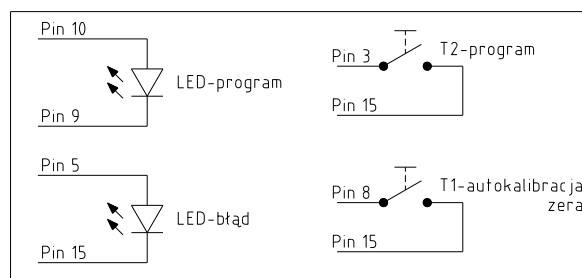 Pin 10
LED-program
Pin 9
Pin 5
LED-błąd
Pin 15
Pin 3
T2-program
Pin 15
Pin 8
T1-autokalibracja
zera
Pin 15